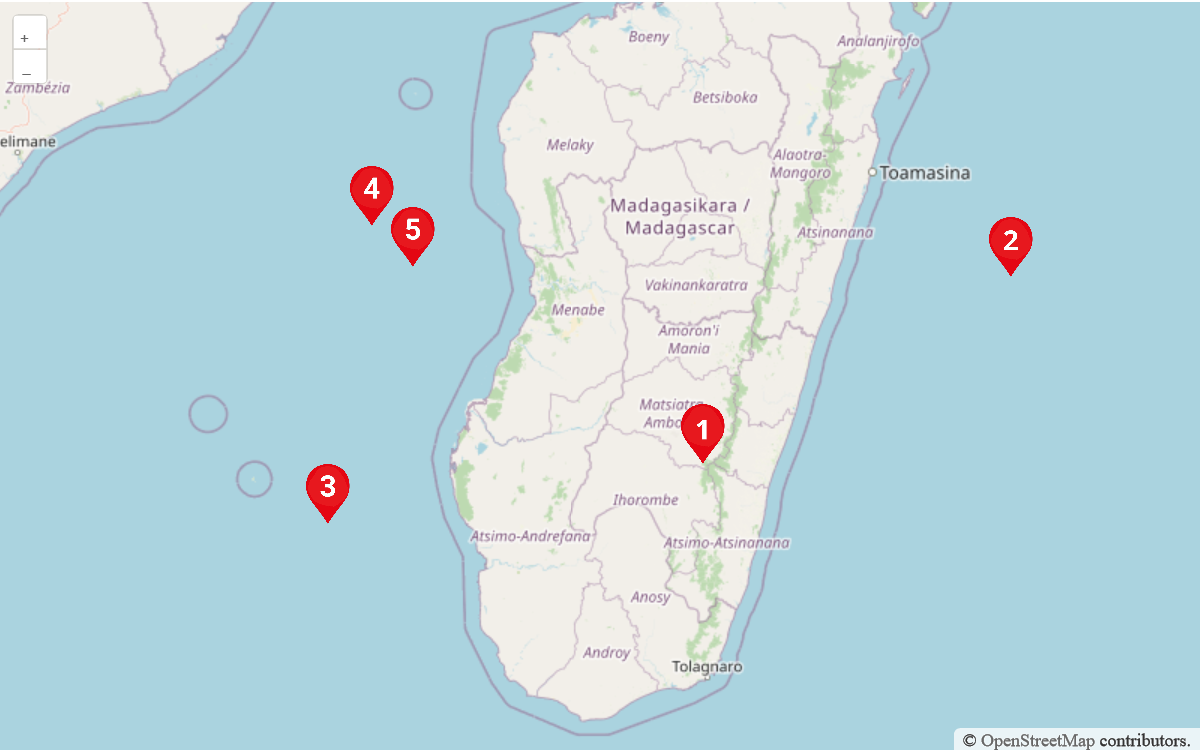 +
Boeny
Analanjirofo
–
Zambézia
Betsiboka
elimane
Melaky
Alaotra-
Mangoro
Toamasina
4
Madagasikara /
Madagascar
5
Atsinanana
2
Vakinankaratra
Menabe
Amoron'i
Mania
Matsiatra
Ambo
1
3
Ihorombe
Atsimo-Andrefana
Atsimo-Atsinanana
Anosy
Androy
Tolagnaro
© OpenStreetMap contributors.